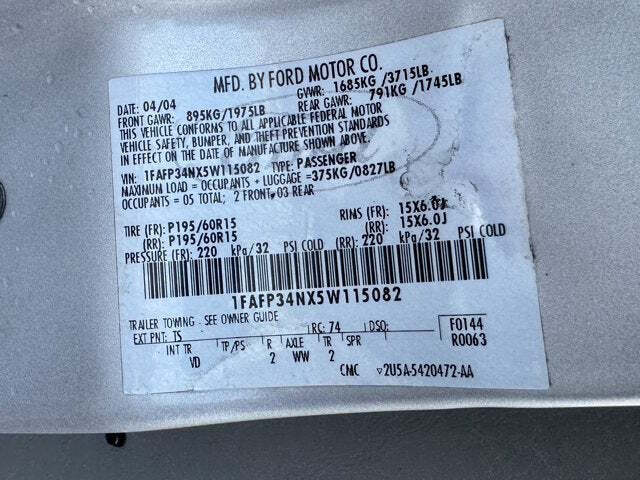 MFD. BY FORD MOTOR CO.
DATE: 04/04 GVWR: 1685KG /3715LB
FRONT GAWR: 895KG/1975LB REAR GAWR: 791KG /1745LB
THIS VEHICLE CONFORMS TO ALL APPLICABLE FEDERAL MOTOR
VEHICLE SAFETY, BUMPER, AND THEFT PREVENTION STANDARDS
IN EFFECT ON THE DATE OF MANUFACTURE SHOWN ABOVE.
VIN: 1FAFP34NX5W115082 TYPE: PASSENGER
MAXIMUM LOAD = OCCUPANTS + LUGGAGE =375KG/0827LB
OCCUPANTS = 05 TOTAL; 2 FRONT, 03 REAR
TIRE (FR): P195/60R15 RIMS (FR): 15X6.0J
(RR): P195/60R15 (RR): 15X6.0J
PRESSURE (FR): 220 kPa/32 PSI COLD (RR): 220 kPa/32 PSI COLD
1FAFP34NX5W115082
TRAILER TOWING - SEE OWNER GUIDE
EXT PNT: TS RC: 74 DSO: F0144
INT TR TP/PS R AXLE TR SPR R0063
VD 2 WW 2
CMC ▽2U5A-5420472-AA